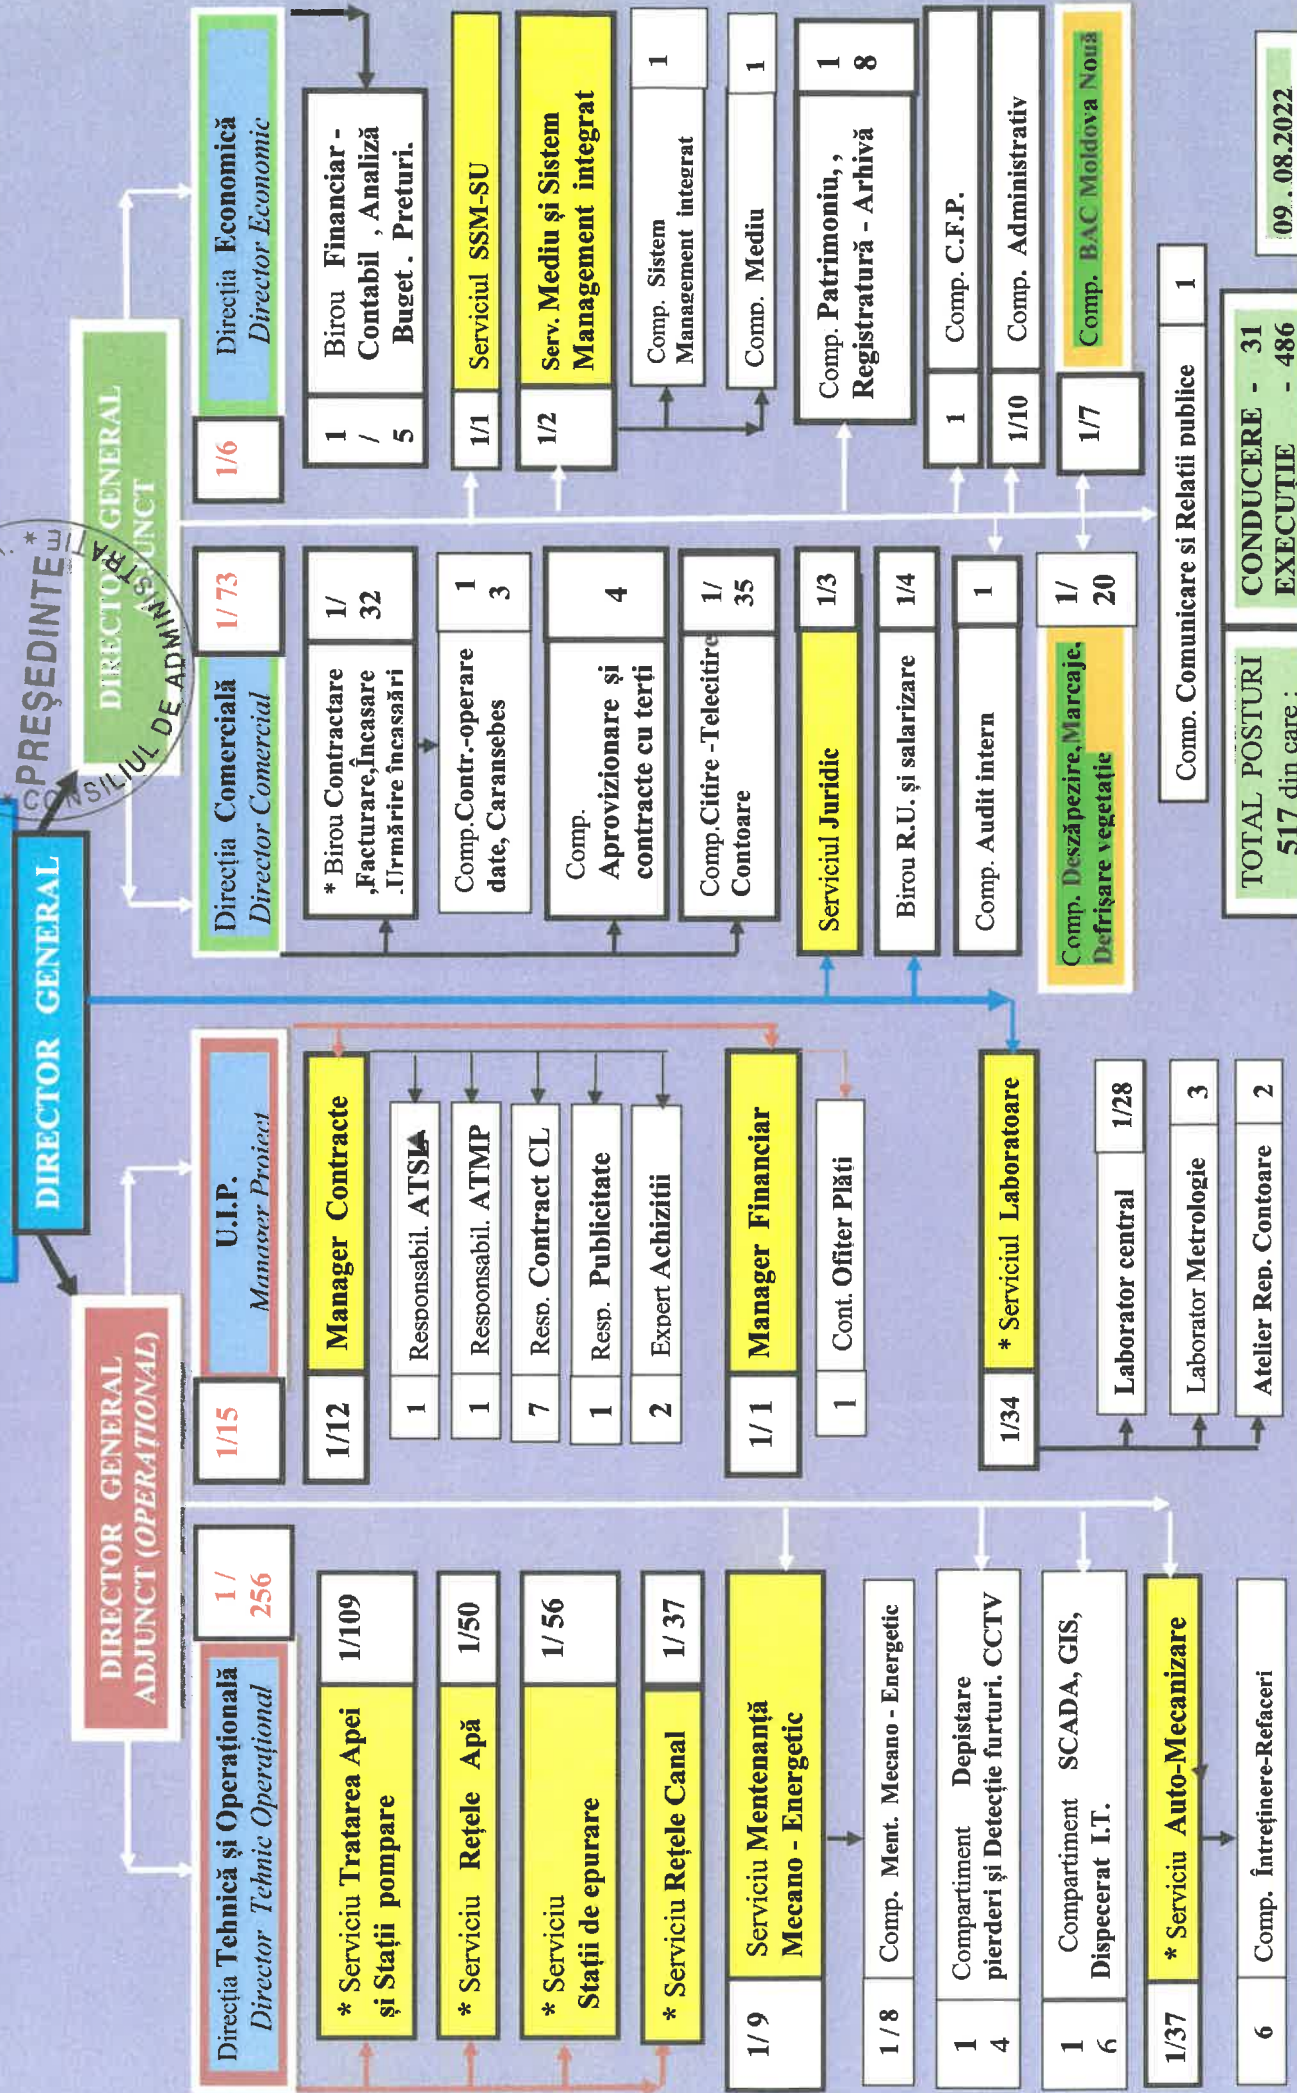 * PREȘEDINTE *
CONSILIUL DE ADMINISTRAȚIE
DIRECTOR GENERAL
DIRECTOR GENERAL
ADJUNCT (OPERAȚIONAL)
DIRECTOR GENERAL
ADJUNCT
Direcția Tehnică și Operațională
Director Tehnic Operațional
1/
256
* Serviciu Tratarea Apei
și Stații pompare
1/109
* Serviciu Rețele Apă
1/50
* Serviciu
Stații de epurare
1/ 56
* Serviciu Rețele Canal
1/ 37
1/ 9
Serviciu Mentenanță
Mecano - Energetic
1 / 8
Comp. Ment. Mecano - Energetic
1
4
Compartiment Depistare
pierderi și Detecție furturi. CCTV
1
6
Compartiment SCADA, GIS,
Dispecerat I.T.
1/37
* Serviciu Auto-Mecanizare
6
Comp. Întreținere-Refaceri
1/15
U.I.P.
Manager Proiect
1/12
Manager Contracte
1
Responsabil. ATSLA
1
Responsabil. ATMP
7
Resp. Contract CL
1
Resp. Publicitate
2
Expert Achizitii
1/ 1
Manager Financiar
1
Cont. Ofițer Plăți
1/34
* Serviciul Laboratoare
Laborator central
1/28
Laborator Metrologie
3
Atelier Rep. Contoare
2
Direcția Comercială
Director Comercial
1/ 73
* Birou Contractare
,Facturare,Încasare
.Urmărire încasaări
1/
32
Comp.Contr.-operare
date, Caransebes
1
3
Comp.
Aprovizionare și
contracte cu terți
4
Comp.Citire -Telecitire
Contoare
1/
35
Serviciul Juridic
1/3
Birou R.U. și salarizare
1/4
Comp. Audit intern
1
Comp. Deszăpezire,Marcaje,
Defrișare vegetație
1/
20
1/6
Direcția Economică
Director Economic
1
/
5
Birou Financiar -
Contabil , Analiză
Buget . Preturi.
1/1
Serviciul SSM-SU
1/2
Serv. Mediu și Sistem
Management integrat
Comp. Sistem
Management integrat
1
Comp. Mediu
1
Comp. Patrimoniu, ,
Registratură - Arhivă
1
8
1
Comp. C.F.P.
1/10
Comp. Administrativ
1/7
Comp. BAC Moldova Nouă
Comp. Comunicare si Relatii publice
1
TOTAL POSTURI
517 din care :
CONDUCERE - 31
EXECUȚIE - 486
09. .08.2022